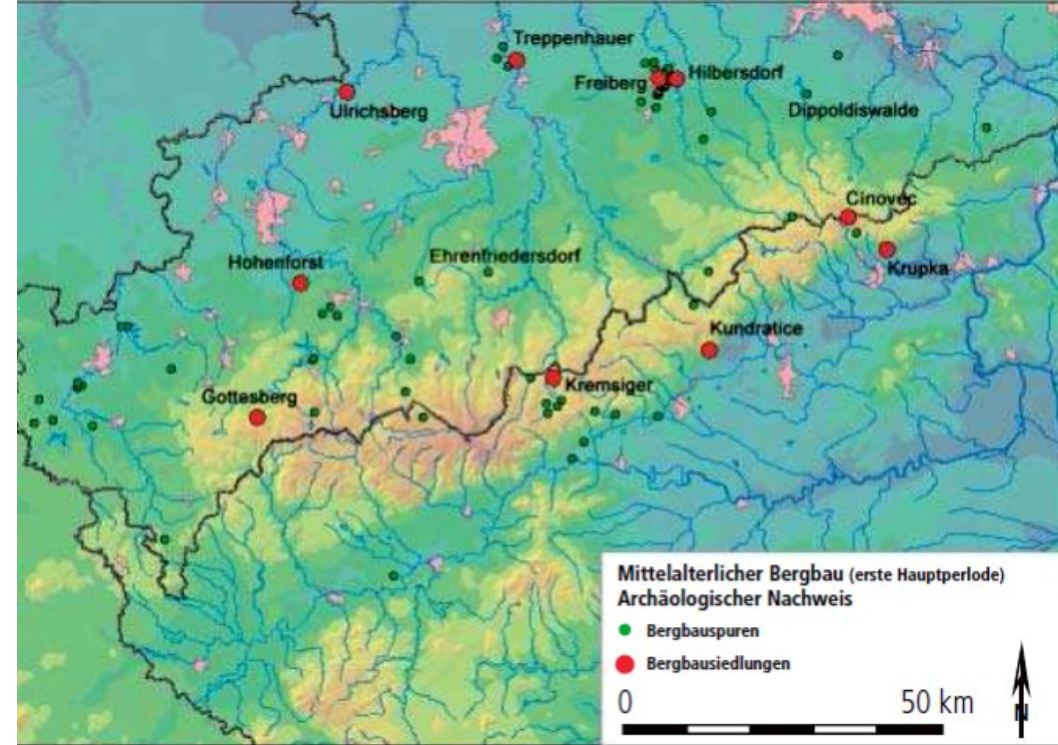 Treppenhauer
Freiberg
Hilbersdorf
Ulrichsberg
Dippoldiswalde
Cinovec
Hohenforst
Ehrenfriedersdorf
Krupka
Kundratice
Gottesberg
Kremsiger
Mittelalterlicher Bergbau (erste Hauptperlode)
Archäologischer Nachweis
Bergbauspuren
Bergbausiedlungen
0 50 km
N